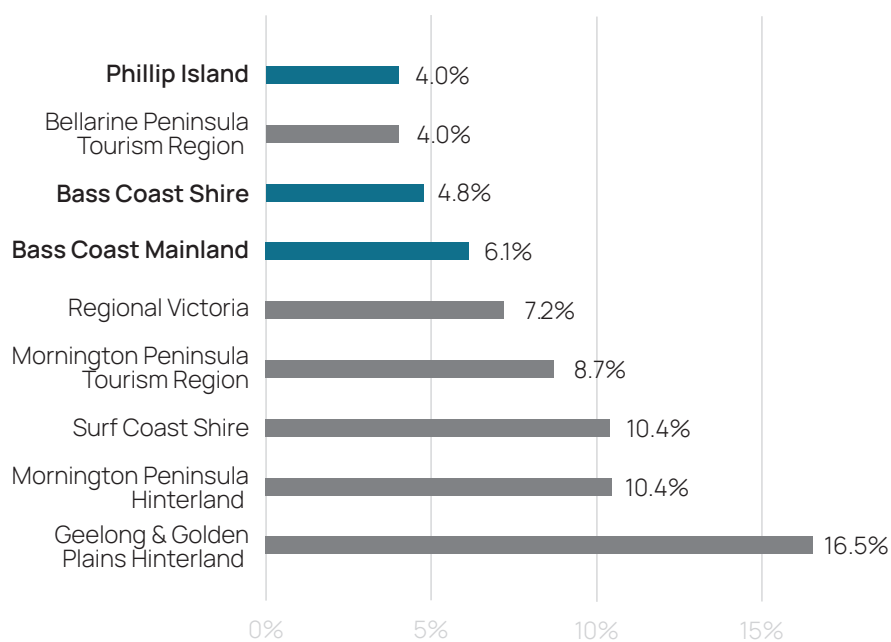 Phillip Island
4.0%
Bellarine Peninsula
Tourism Region
4.0%
Bass Coast Shire
4.8%
Bass Coast Mainland
6.1%
Regional Victoria
7.2%
Mornington Peninsula
Tourism Region
8.7%
Surf Coast Shire
10.4%
Mornington Peninsula
Hinterland
10.4%
Geelong & Golden
Plains Hinterland
16.5%
0% 5% 10% 15%